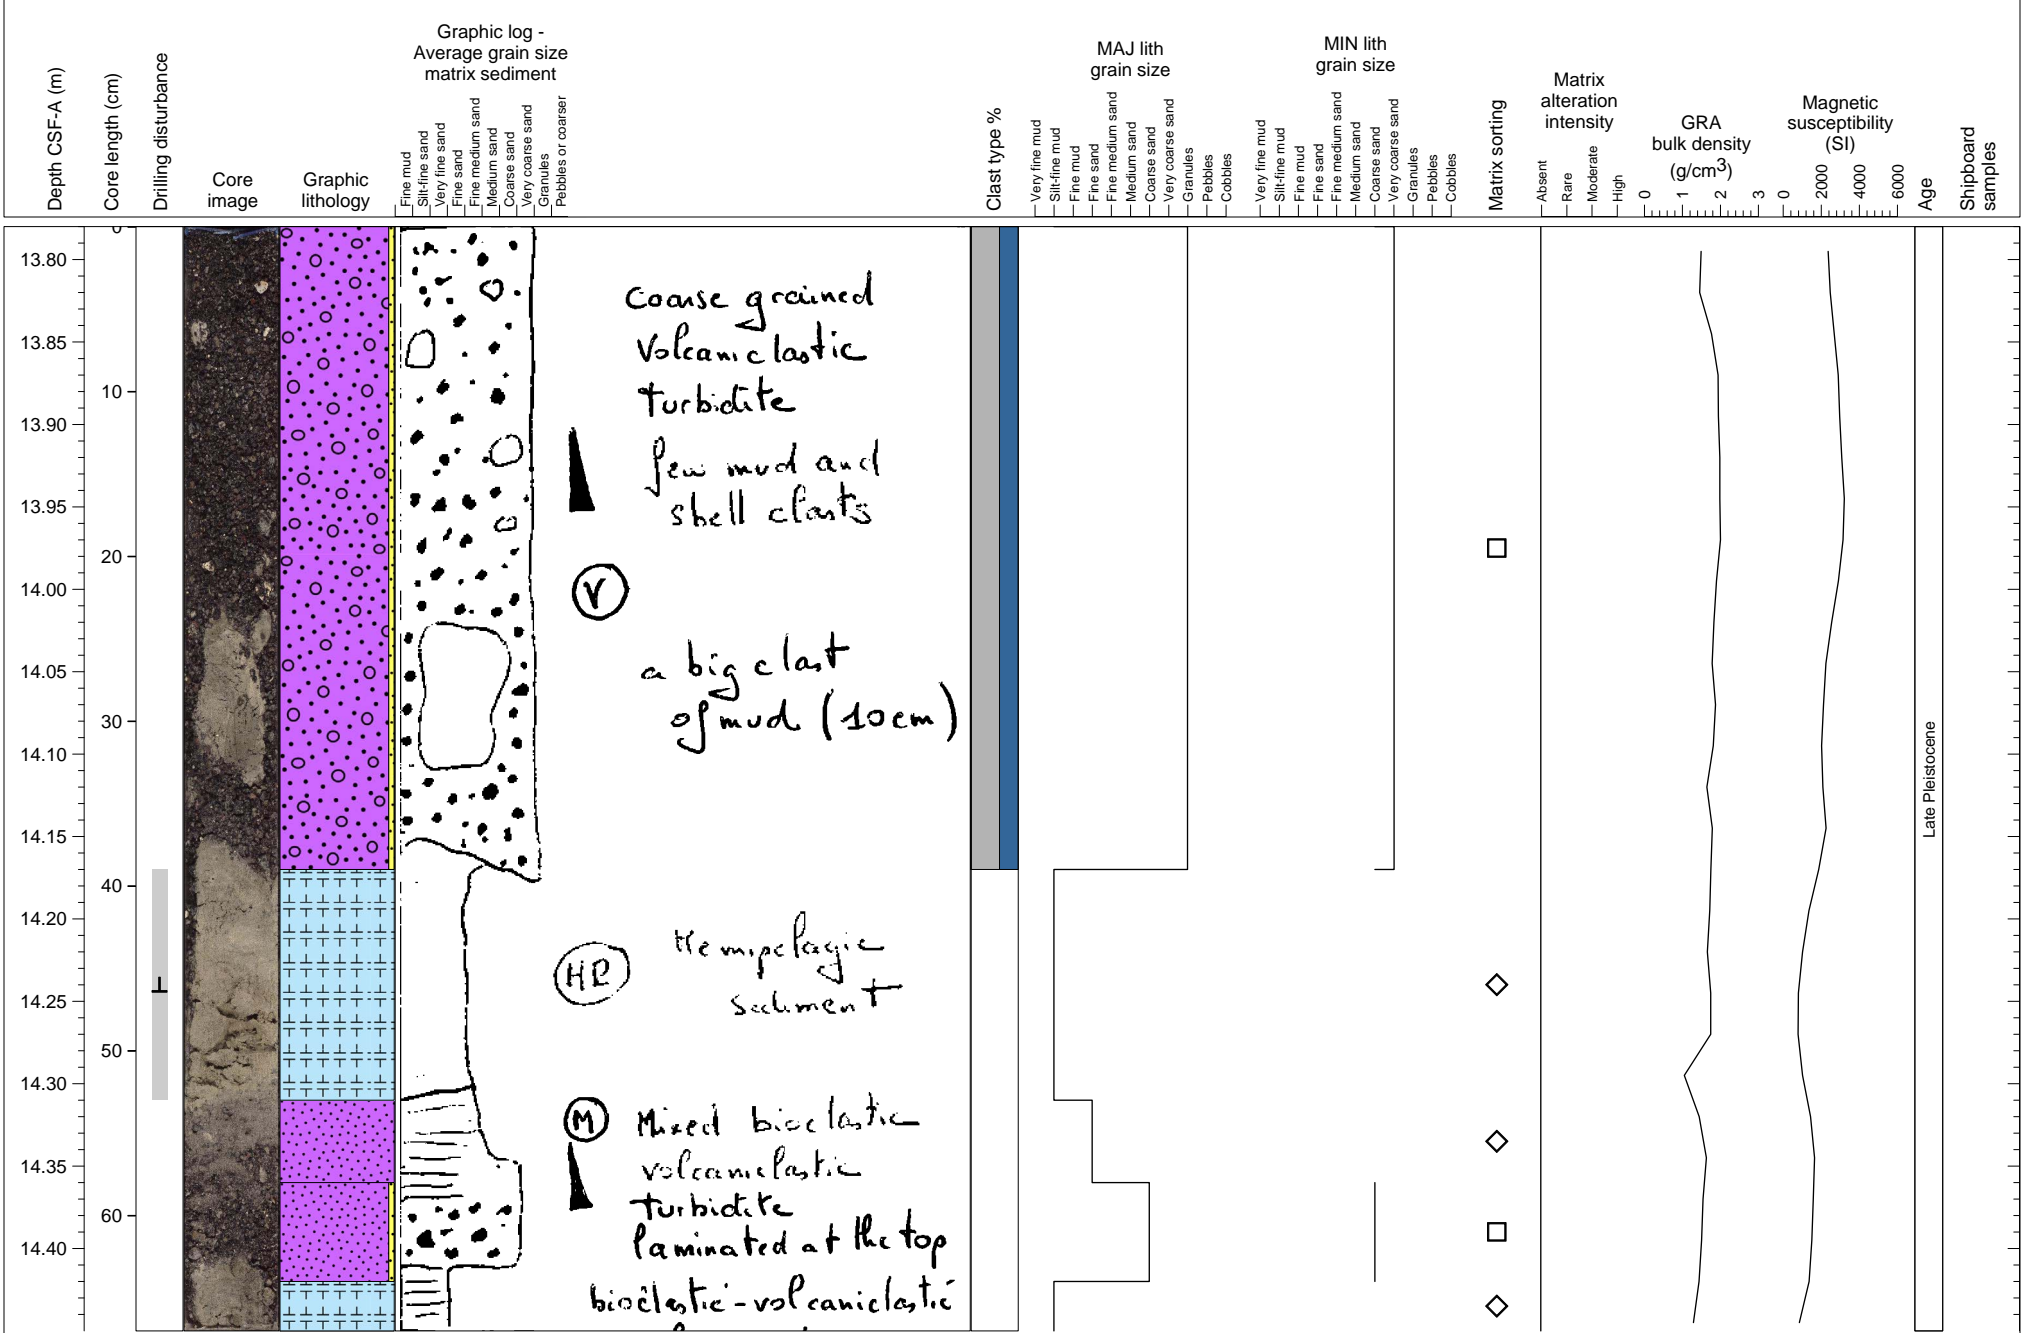 Depth CSF-A (m)
Core length (cm)
Drilling disturbance
Core
image
Graphic
lithology
Graphic log -
Average grain size
matrix sediment
Fine mud
Silt-fine sand
Very fine sand
Fine sand
Fine medium sand
Medium sand
Coarse sand
Very coarse sand
Granules
Pebbles or coarser
Clast type %
MAJ lith
grain size
Very fine mud
Silt-fine mud
Fine mud
Fine sand
Fine medium sand
Medium sand
Coarse sand
Very coarse sand
Granules
Pebbles
Cobbles
MIN lith
grain size
Very fine mud
Silt-fine mud
Fine mud
Fine sand
Fine medium sand
Medium sand
Coarse sand
Very coarse sand
Granules
Pebbles
Cobbles
Matrix sorting
Matrix
alteration
intensity
Absent
Rare
Moderate
High
GRA
bulk density
(g/cm3)
0 1 2 3
Magnetic
susceptibility
(SI)
0 2000 4000 6000
Age
Shipboard
samples
0
13.80
13.85
10
13.90
13.95
20
14.00
14.05
30
14.10
14.15
40
14.20
14.25
50
14.30
14.35
60
14.40
Coarse grained
Volcaniclastic
turbidite
few mud and
shell clasts
V
a big clast
of mud (10cm)
HP
Hemipelagic
sediment
M
Mixed bioclastic
volcaniclastic
turbidite
laminated at the top
bioclastic-volcaniclastic
Late Pleistocene